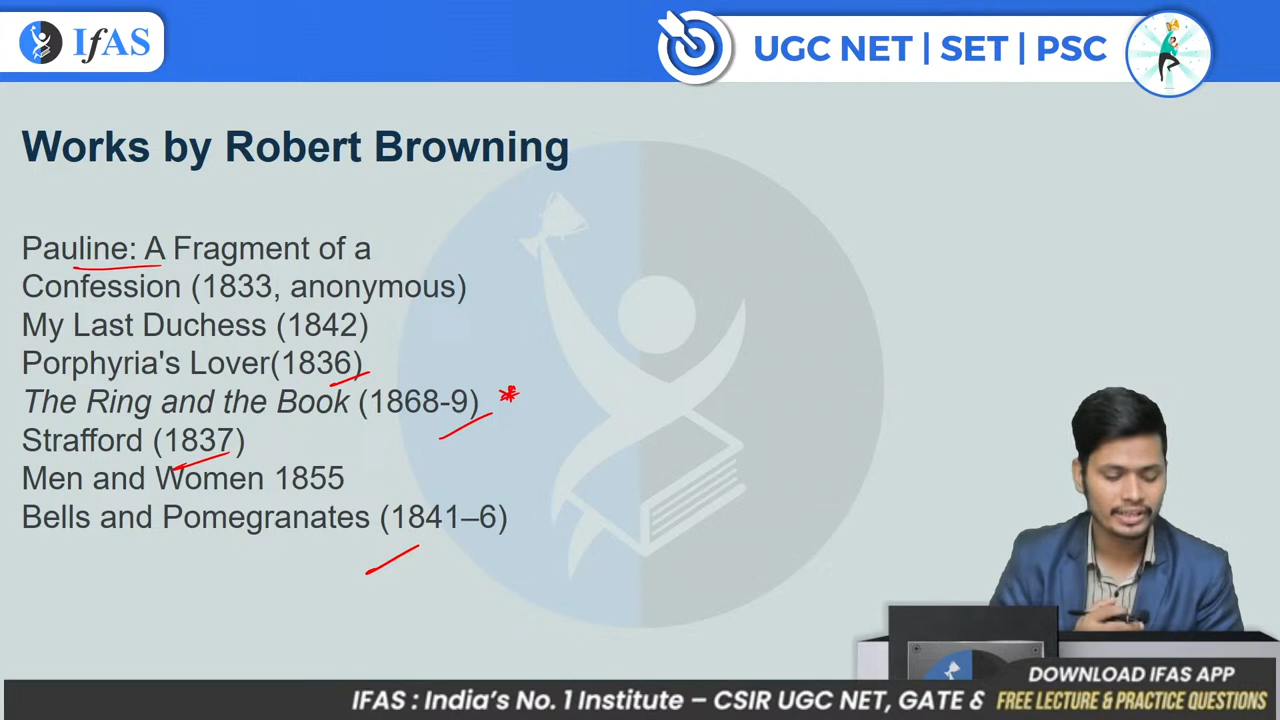 IfAS
UGC NET | SET | PSC
Works by Robert Browning
Pauline: A Fragment of a
Confession (1833, anonymous)
My Last Duchess (1842)
Porphyria's Lover(1836)
The Ring and the Book (1868-9) *
Strafford (1837)
Men and Women 1855
Bells and Pomegranates (1841–6)
DOWNLOAD IFAS APP
IFAS : India's No. 1 Institute – CSIR UGC NET, GATE & FREE LECTURE & PRACTICE QUESTIONS